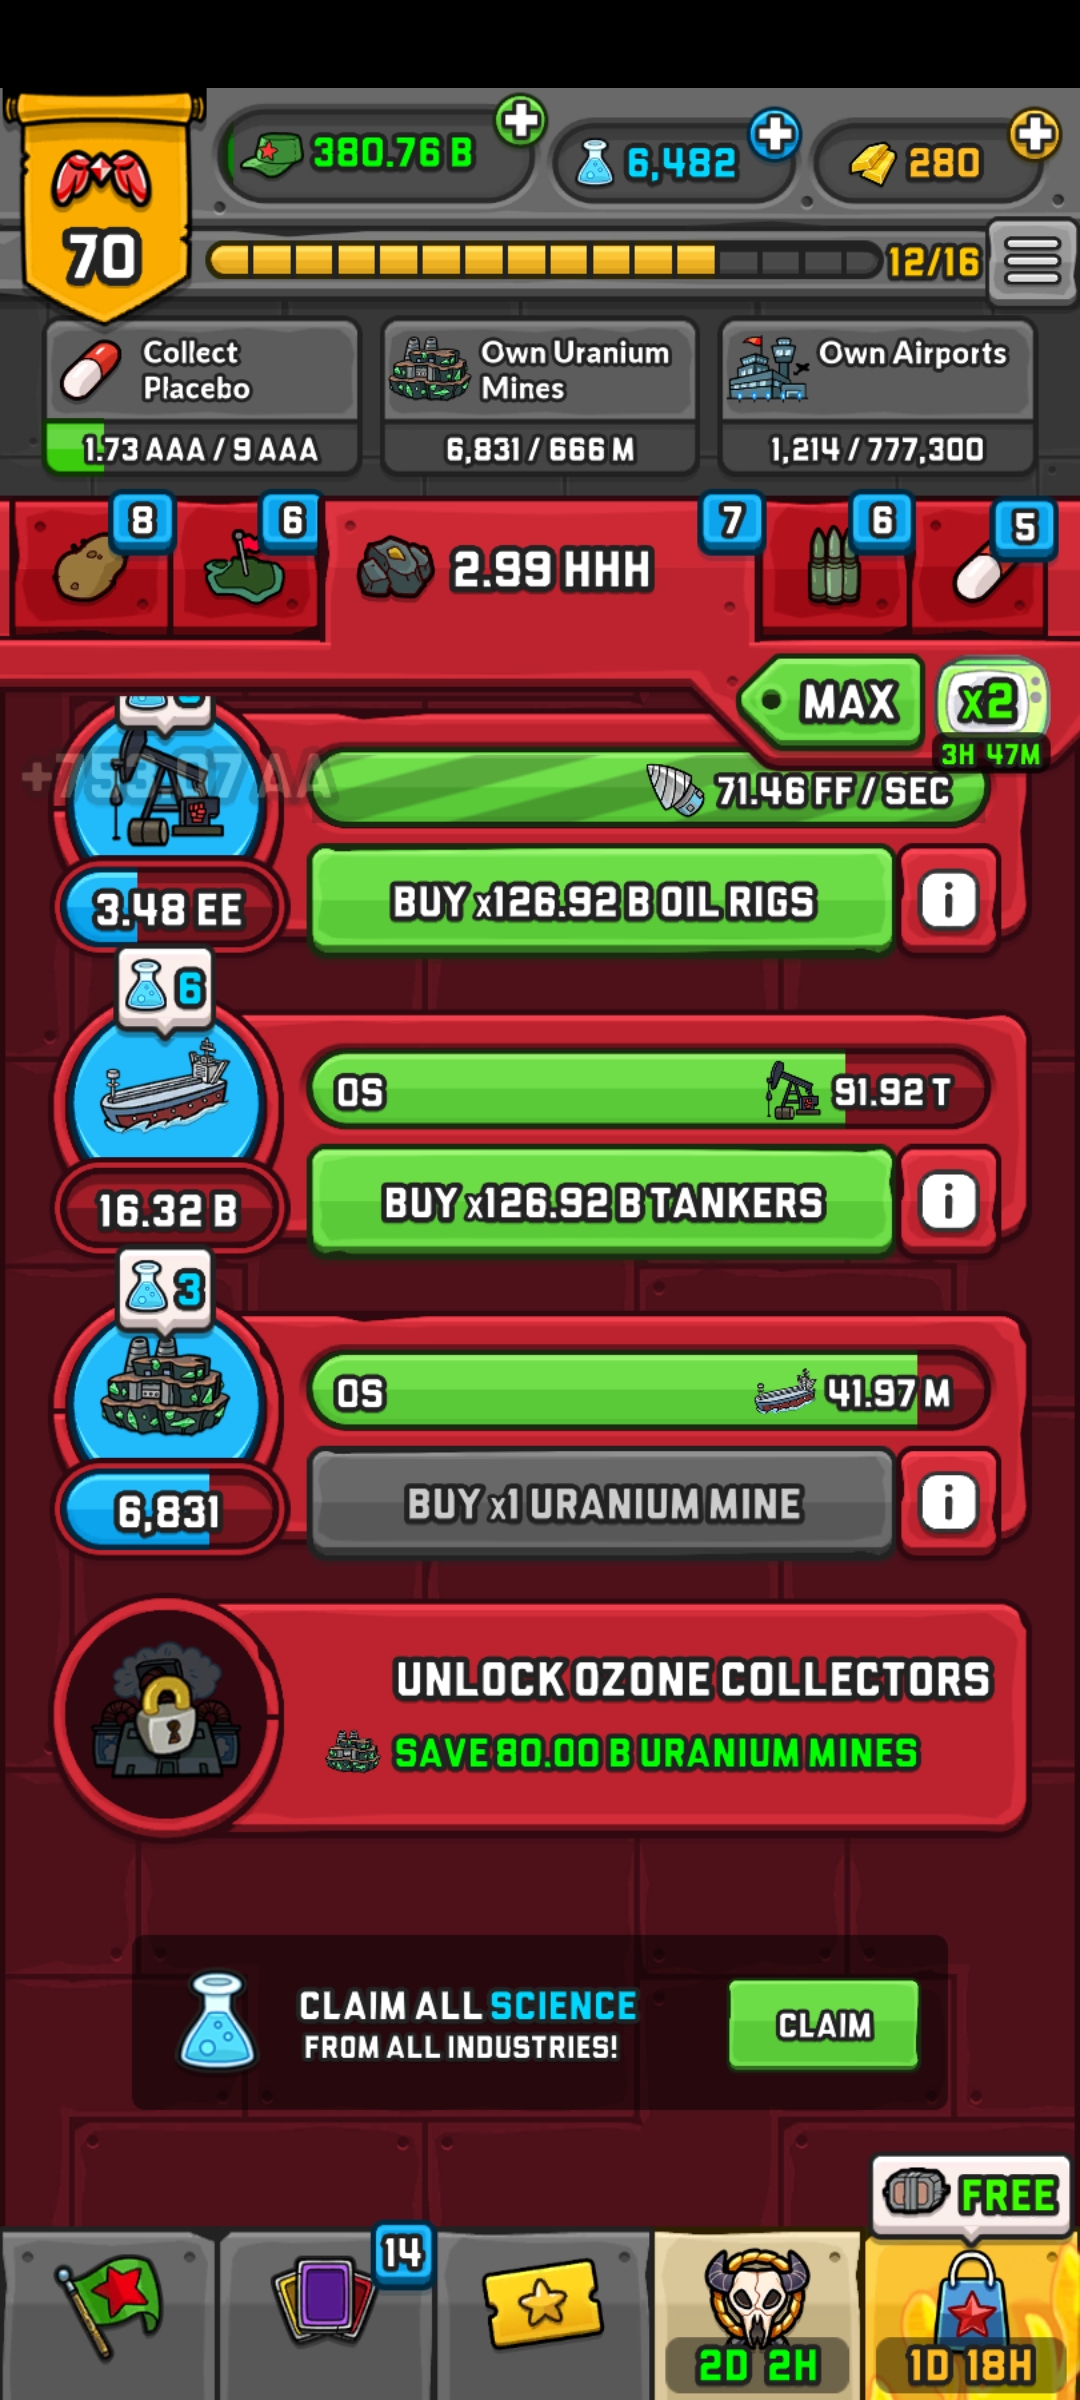 380.76 B
6,482
280
70
12/16
Collect
Placebo
1.73 AAA / 9 AAA
Own Uranium
Mines
6,831 / 666 M
Own Airports
1,214 / 777,300
8
6
2.99 HHH
7
6
5
MAX
x2
3H 47M
71.46 FF / SEC
3.48 EE
BUY x126.92 B OIL RIGS
i
6
0S
91.92 T
16.32 B
BUY x126.92 B TANKERS
i
3
0S
41.97 M
6,831
BUY x1 URANIUM MINE
i
UNLOCK OZONE COLLECTORS
SAVE 80.00 B URANIUM MINES
CLAIM ALL SCIENCE
FROM ALL INDUSTRIES!
CLAIM
FREE
14
2D 2H
1D 18H